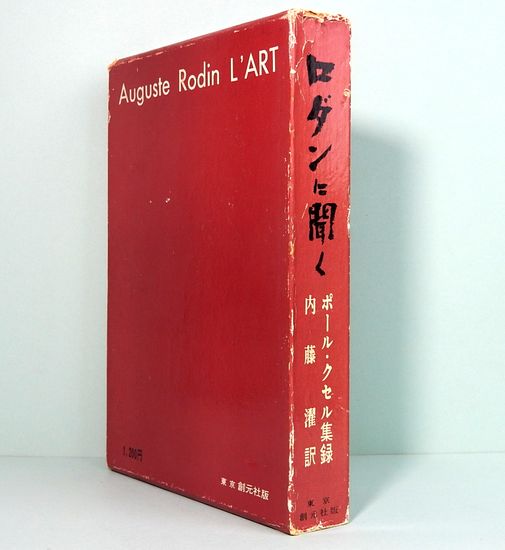 Auguste Rodin L'ART
1,200円
東京 創元社版
ロダンに聞く
ポール・クセル集録
内藤 濯 訳
東京
創元社版